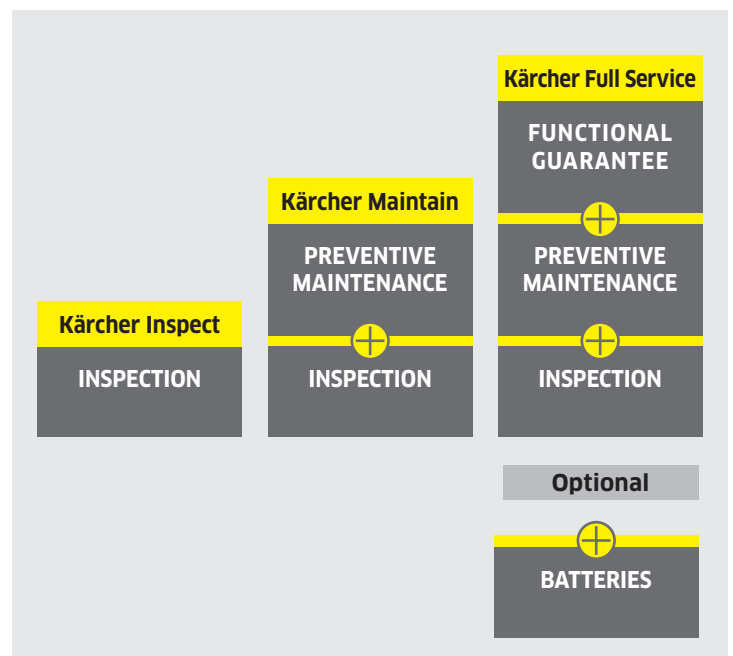 Kärcher Inspect
INSPECTION
Kärcher Maintain
PREVENTIVE
MAINTENANCE
INSPECTION
Kärcher Full Service
FUNCTIONAL
GUARANTEE
PREVENTIVE
MAINTENANCE
INSPECTION
Optional
BATTERIES